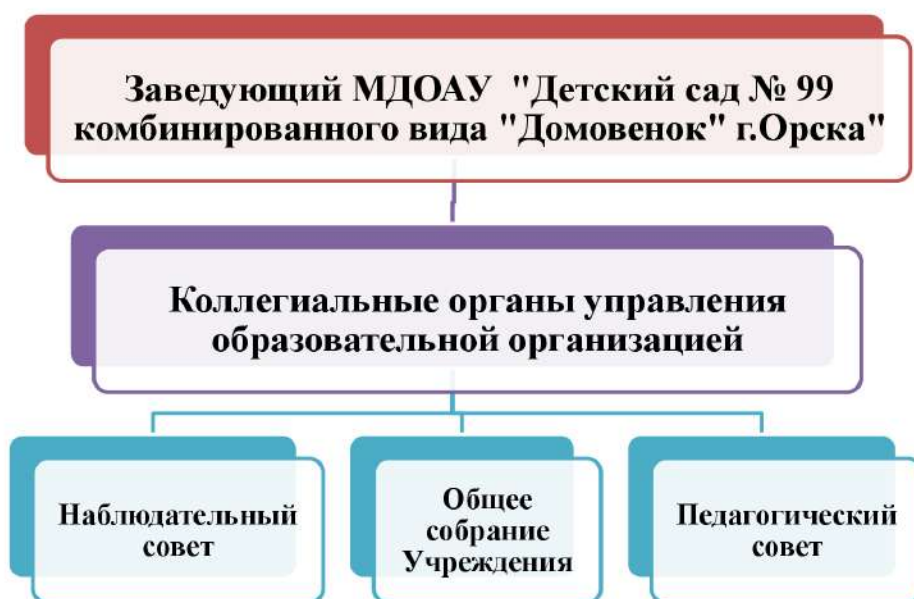 Заведующий МДОАУ "Детский сад № 99
комбинированного вида "Домовенок" г.Орска"
Коллегиальные органы управления
образовательной организацией
Наблюдательный
совет
Общее
собрание
Учреждения
Педагогический
совет